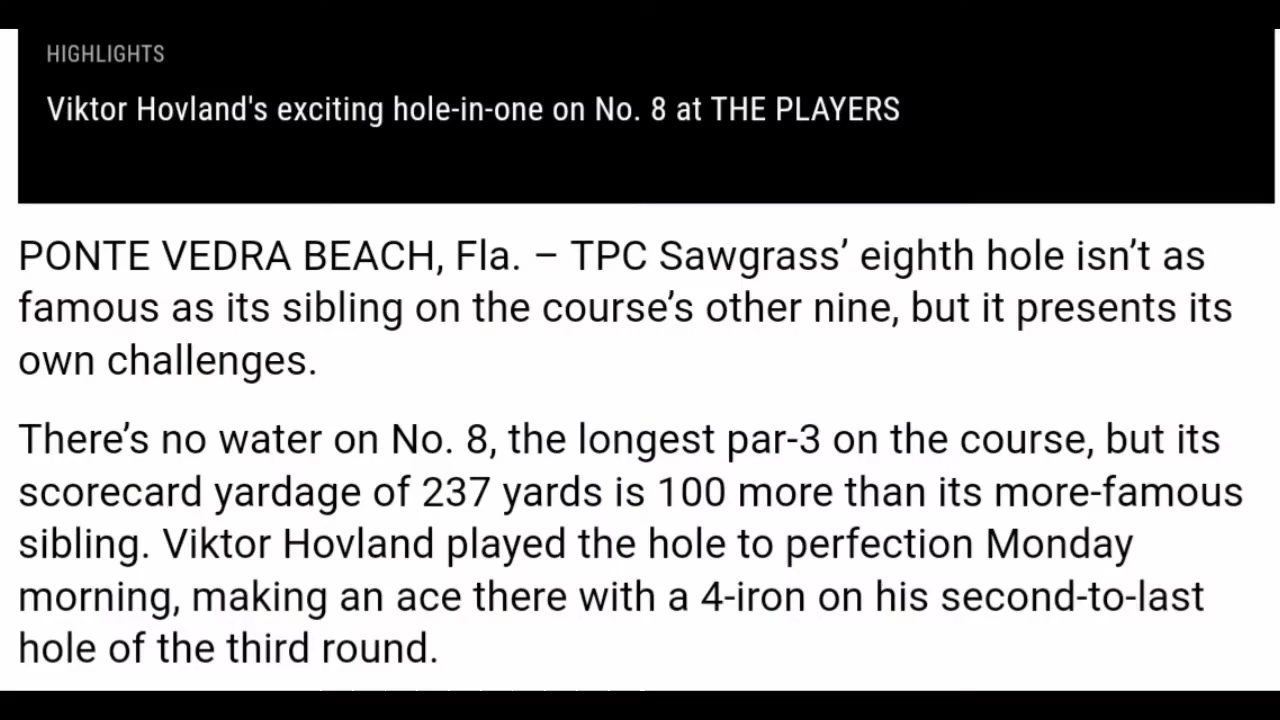 HIGHLIGHTS
Viktor Hovland's exciting hole-in-one on No. 8 at THE PLAYERS
PONTE VEDRA BEACH, Fla. – TPC Sawgrass’ eighth hole isn’t as
famous as its sibling on the course’s other nine, but it presents its
own challenges.
There’s no water on No. 8, the longest par-3 on the course, but its
scorecard yardage of 237 yards is 100 more than its more-famous
sibling. Viktor Hovland played the hole to perfection Monday
morning, making an ace there with a 4-iron on his second-to-last
hole of the third round.